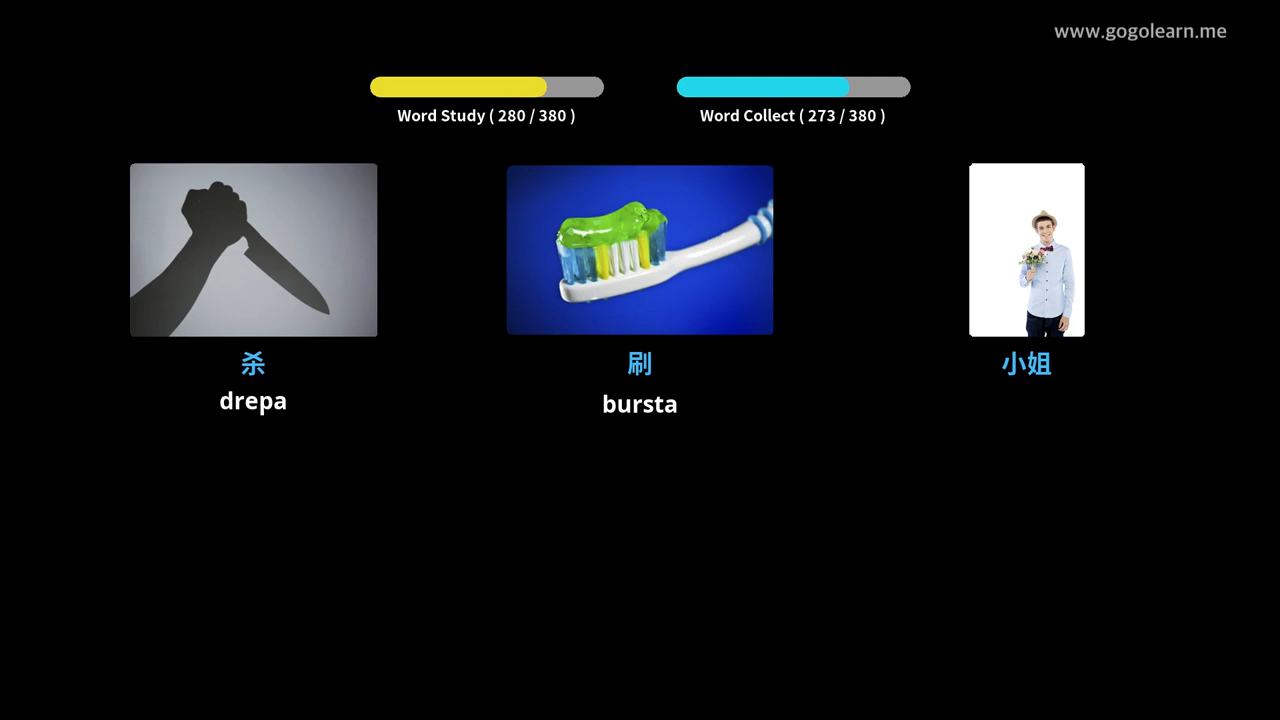 www.gogolearn.me
Word Study ( 280 / 380 )
Word Collect ( 273 / 380 )
杀
drepa
刷
bursta
小姐